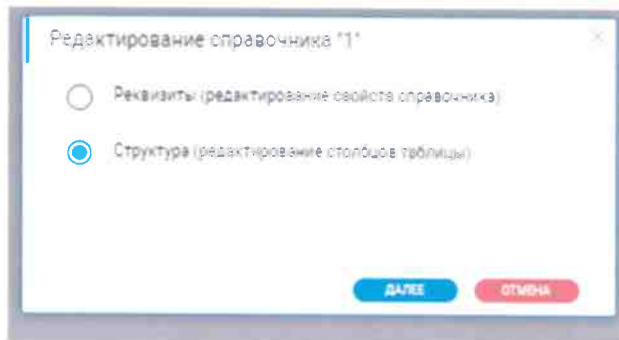 Редактирование справочника "1"
Реквизиты (редактирование свойств справочника)
Структура (редактирование столбцов таблицы)
ДАЛЕЕ
ОТМЕНА